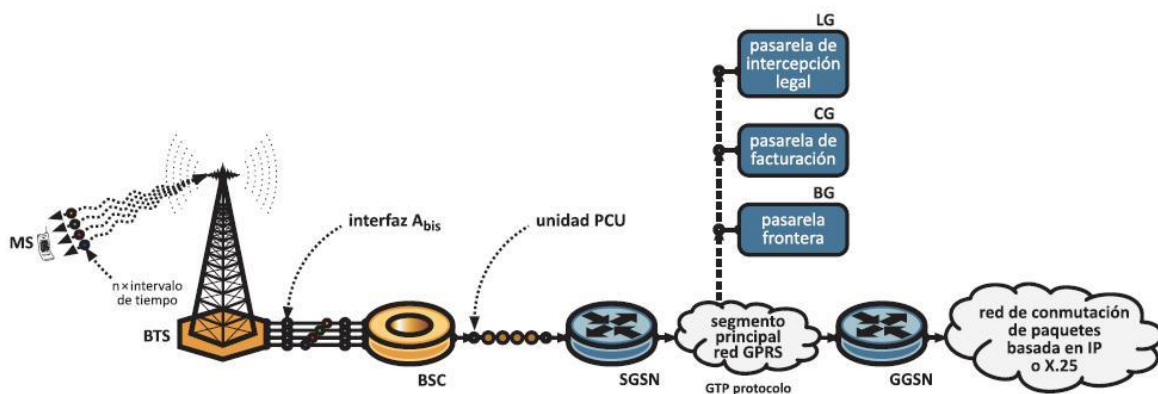 LG
pasarela de
intercepción
legal
CG
pasarela de
facturación
BG
pasarela
frontera
MS
n×intervalo
de tiempo
interfaz Abis
unidad PCU
BTS
BSC
SGSN
segmento
principal
red GPRS
GTP protocolo
GGSN
red de conmutación
de paquetes
basada en IP
o X.25